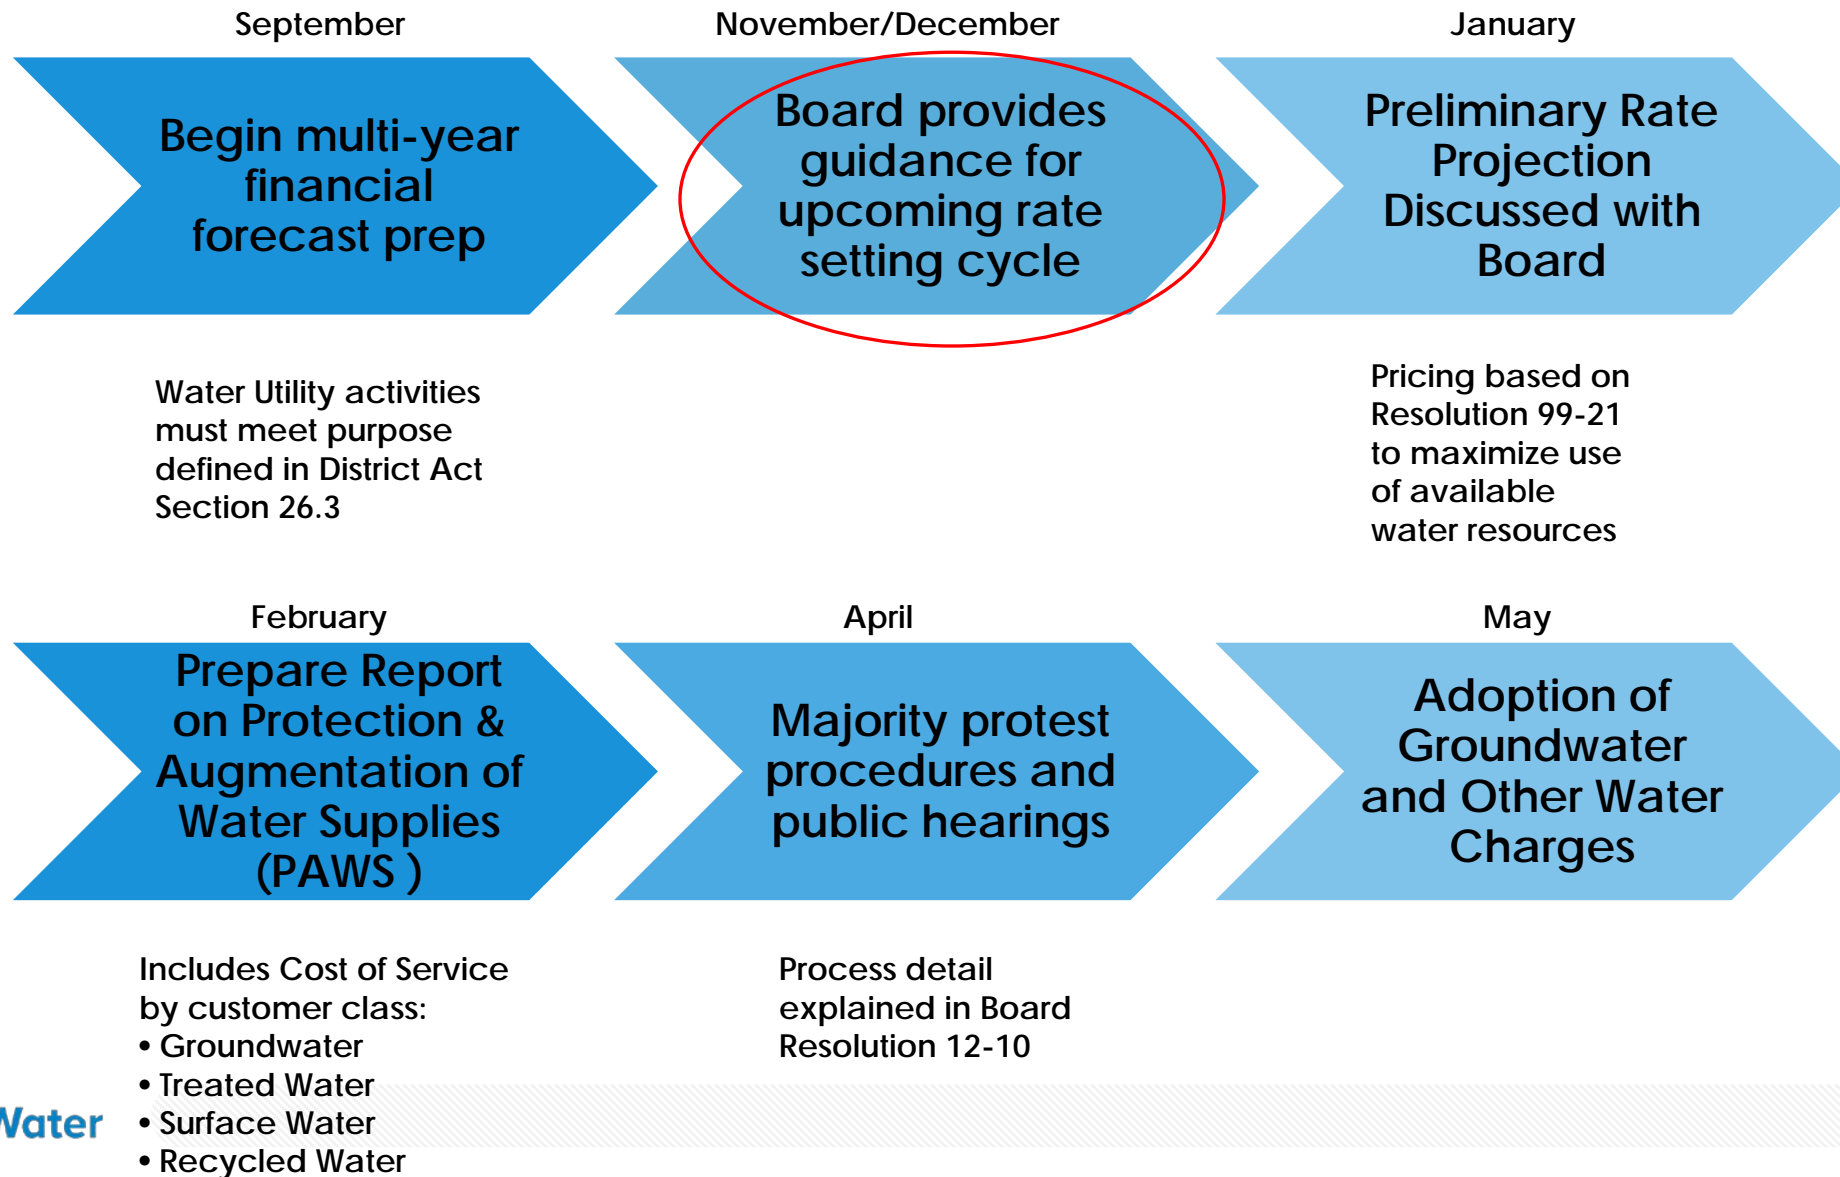 September
Begin multi-year
financial
forecast prep
Water Utility activities
must meet purpose
defined in District Act
Section 26.3
November/December
Board provides
guidance for
upcoming rate
setting cycle
January
Preliminary Rate
Projection
Discussed with
Board
Pricing based on
Resolution 99-21
to maximize use
of available
water resources
February
Prepare Report
on Protection &
Augmentation of
Water Supplies
(PAWS )
Includes Cost of Service
by customer class:
• Groundwater
• Treated Water
• Surface Water
• Recycled Water
April
Majority protest
procedures and
public hearings
Process detail
explained in Board
Resolution 12-10
May
Adoption of
Groundwater
and Other Water
Charges
Water